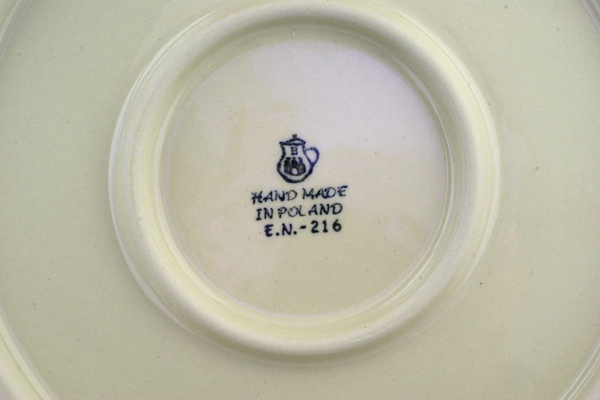 B
HAND MADE
IN POLAND
E.N.-216